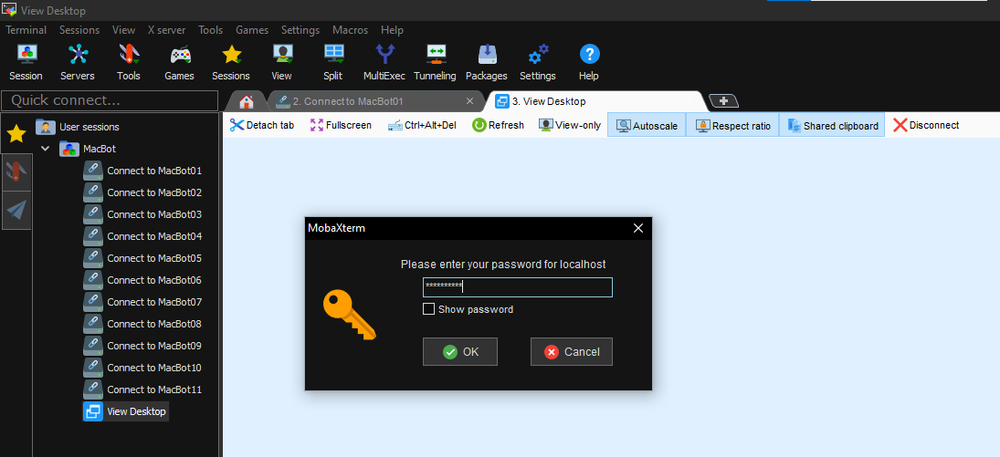 View Desktop
Terminal Sessions View X server Tools Games Settings Macros Help
Session Servers Tools Games Sessions View Split MultiExec Tunneling Packages Settings Help
Quick connect...
2. Connect to MacBot01
3. View Desktop
Detach tab Fullscreen Ctrl+Alt+Del Refresh View-only Autoscale Respect ratio Shared clipboard Disconnect
User sessions
MacBot
Connect to MacBot01
Connect to MacBot02
Connect to MacBot03
Connect to MacBot04
Connect to MacBot05
Connect to MacBot06
Connect to MacBot07
Connect to MacBot08
Connect to MacBot09
Connect to MacBot10
Connect to MacBot11
View Desktop
MobaXterm
Please enter your password for localhost
**********
Show password
OK Cancel